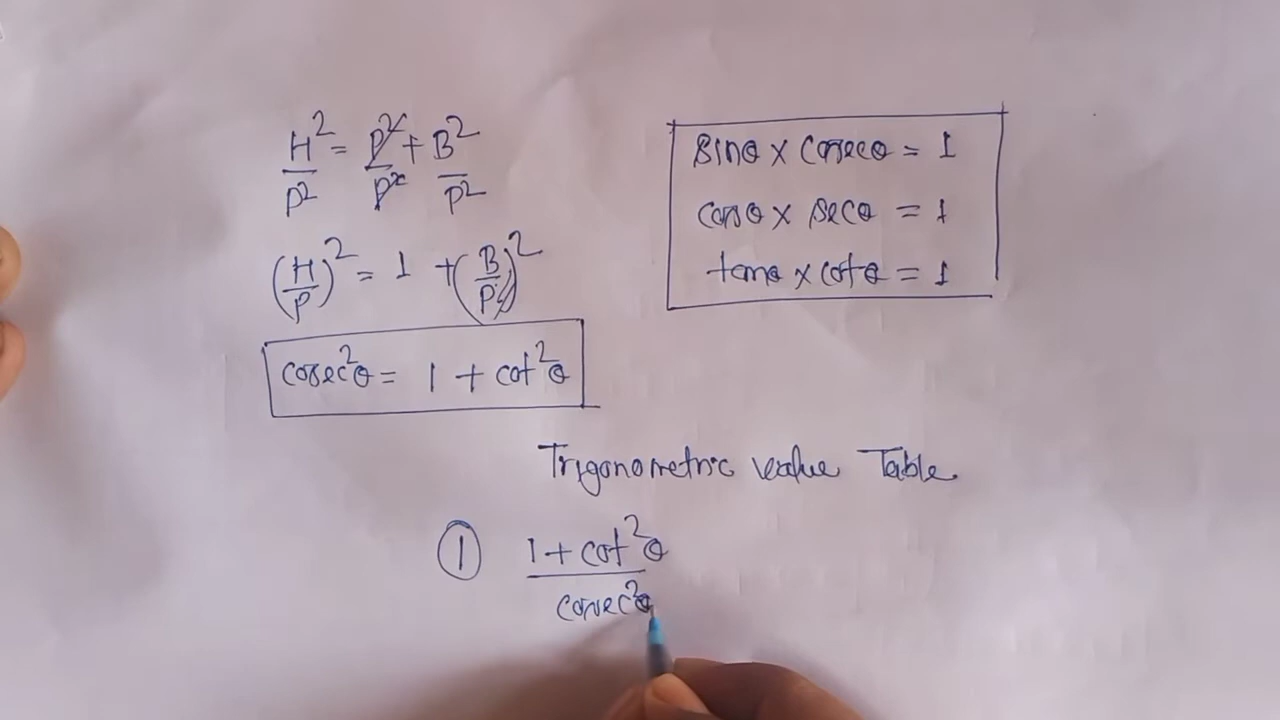 H²/P² = P²/P² + B²/P²
(H/P)² = 1 + (B/P)²
cosec²θ = 1 + cot²θ
sinθ × cosecθ = 1
cosθ × secθ = 1
tanθ × cotθ = 1
Trigonometric value Table
① 1 + cot²θ
cosec²θ